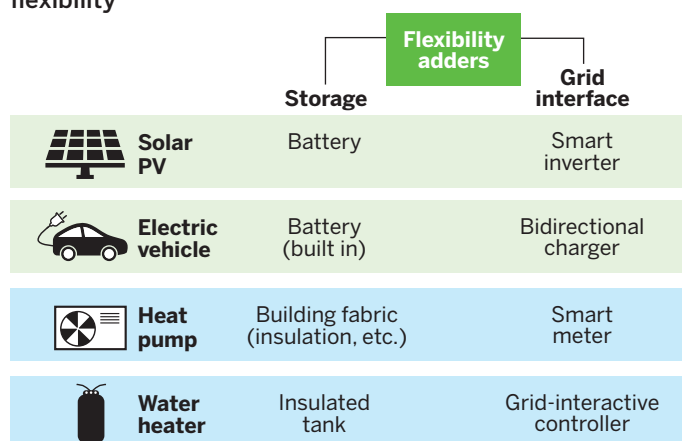 flexibility
Flexibility
adders
Storage
Grid
interface
Solar
PV
Battery
Smart
inverter
Electric
vehicle
Battery
(built in)
Bidirectional
charger
Heat
pump
Building fabric
(insulation, etc.)
Smart
meter
Water
heater
Insulated
tank
Grid-interactive
controller